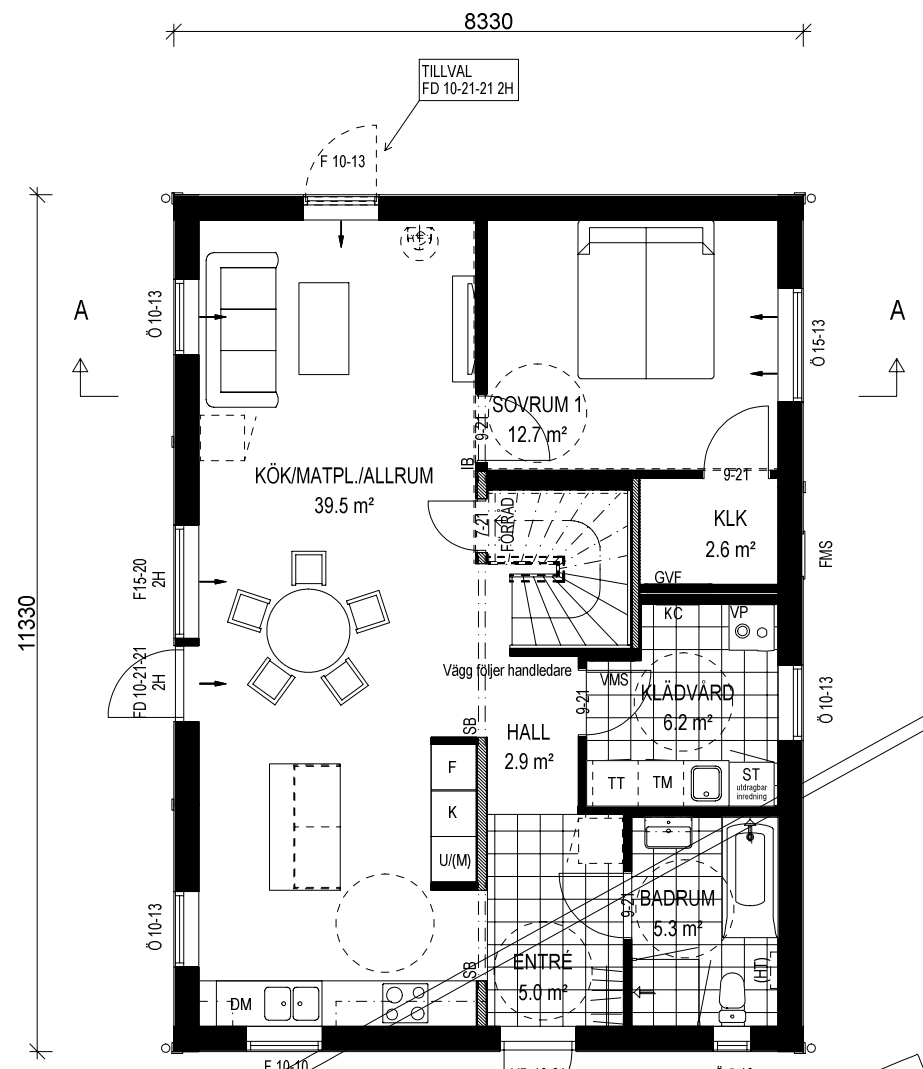 8330
TILLVAL
FD 10-21-21 2H
F 10-13
A
Ö 10-13
Ö 15-13
A
SOVRUM 1
12.7 m²
9-21
IB
9-21
KÖK/MATPL./ALLRUM
39.5 m²
7-21
FÖRRÅD
KLK
2.6 m²
FMS
GVF
F15-20
2H
11330
KC
VP
Vägg följer handledare
VMS
KLÄDVÅRD
6.2 m²
9-21
FD 10-21-21
2H
Ö 10-13
SB
HALL
2.9 m²
F
K
U/(M)
TT
TM
ST
utdragbar
inredning
BADRUM
5.3 m²
9-21
Ö 10-13
SB
ENTRÉ
5.0 m²
(HT)
DM
F 10-10